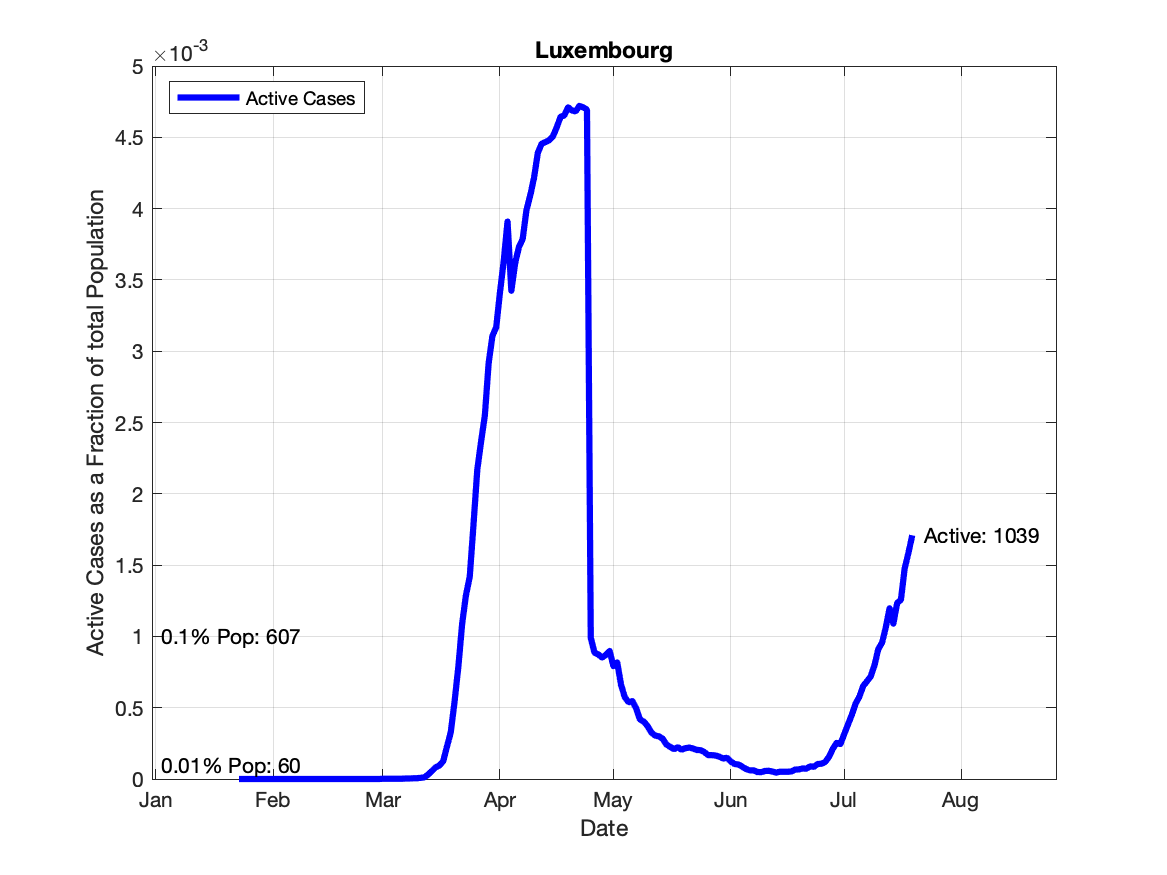 Luxembourg
×10-3
Active Cases
5
4.5
4
3.5
3
2.5
2
1.5
1
0.5
0
Active Cases as a Fraction of total Population
0.1% Pop: 607
0.01% Pop: 60
Active: 1039
Jan Feb Mar Apr May Jun Jul Aug
Date